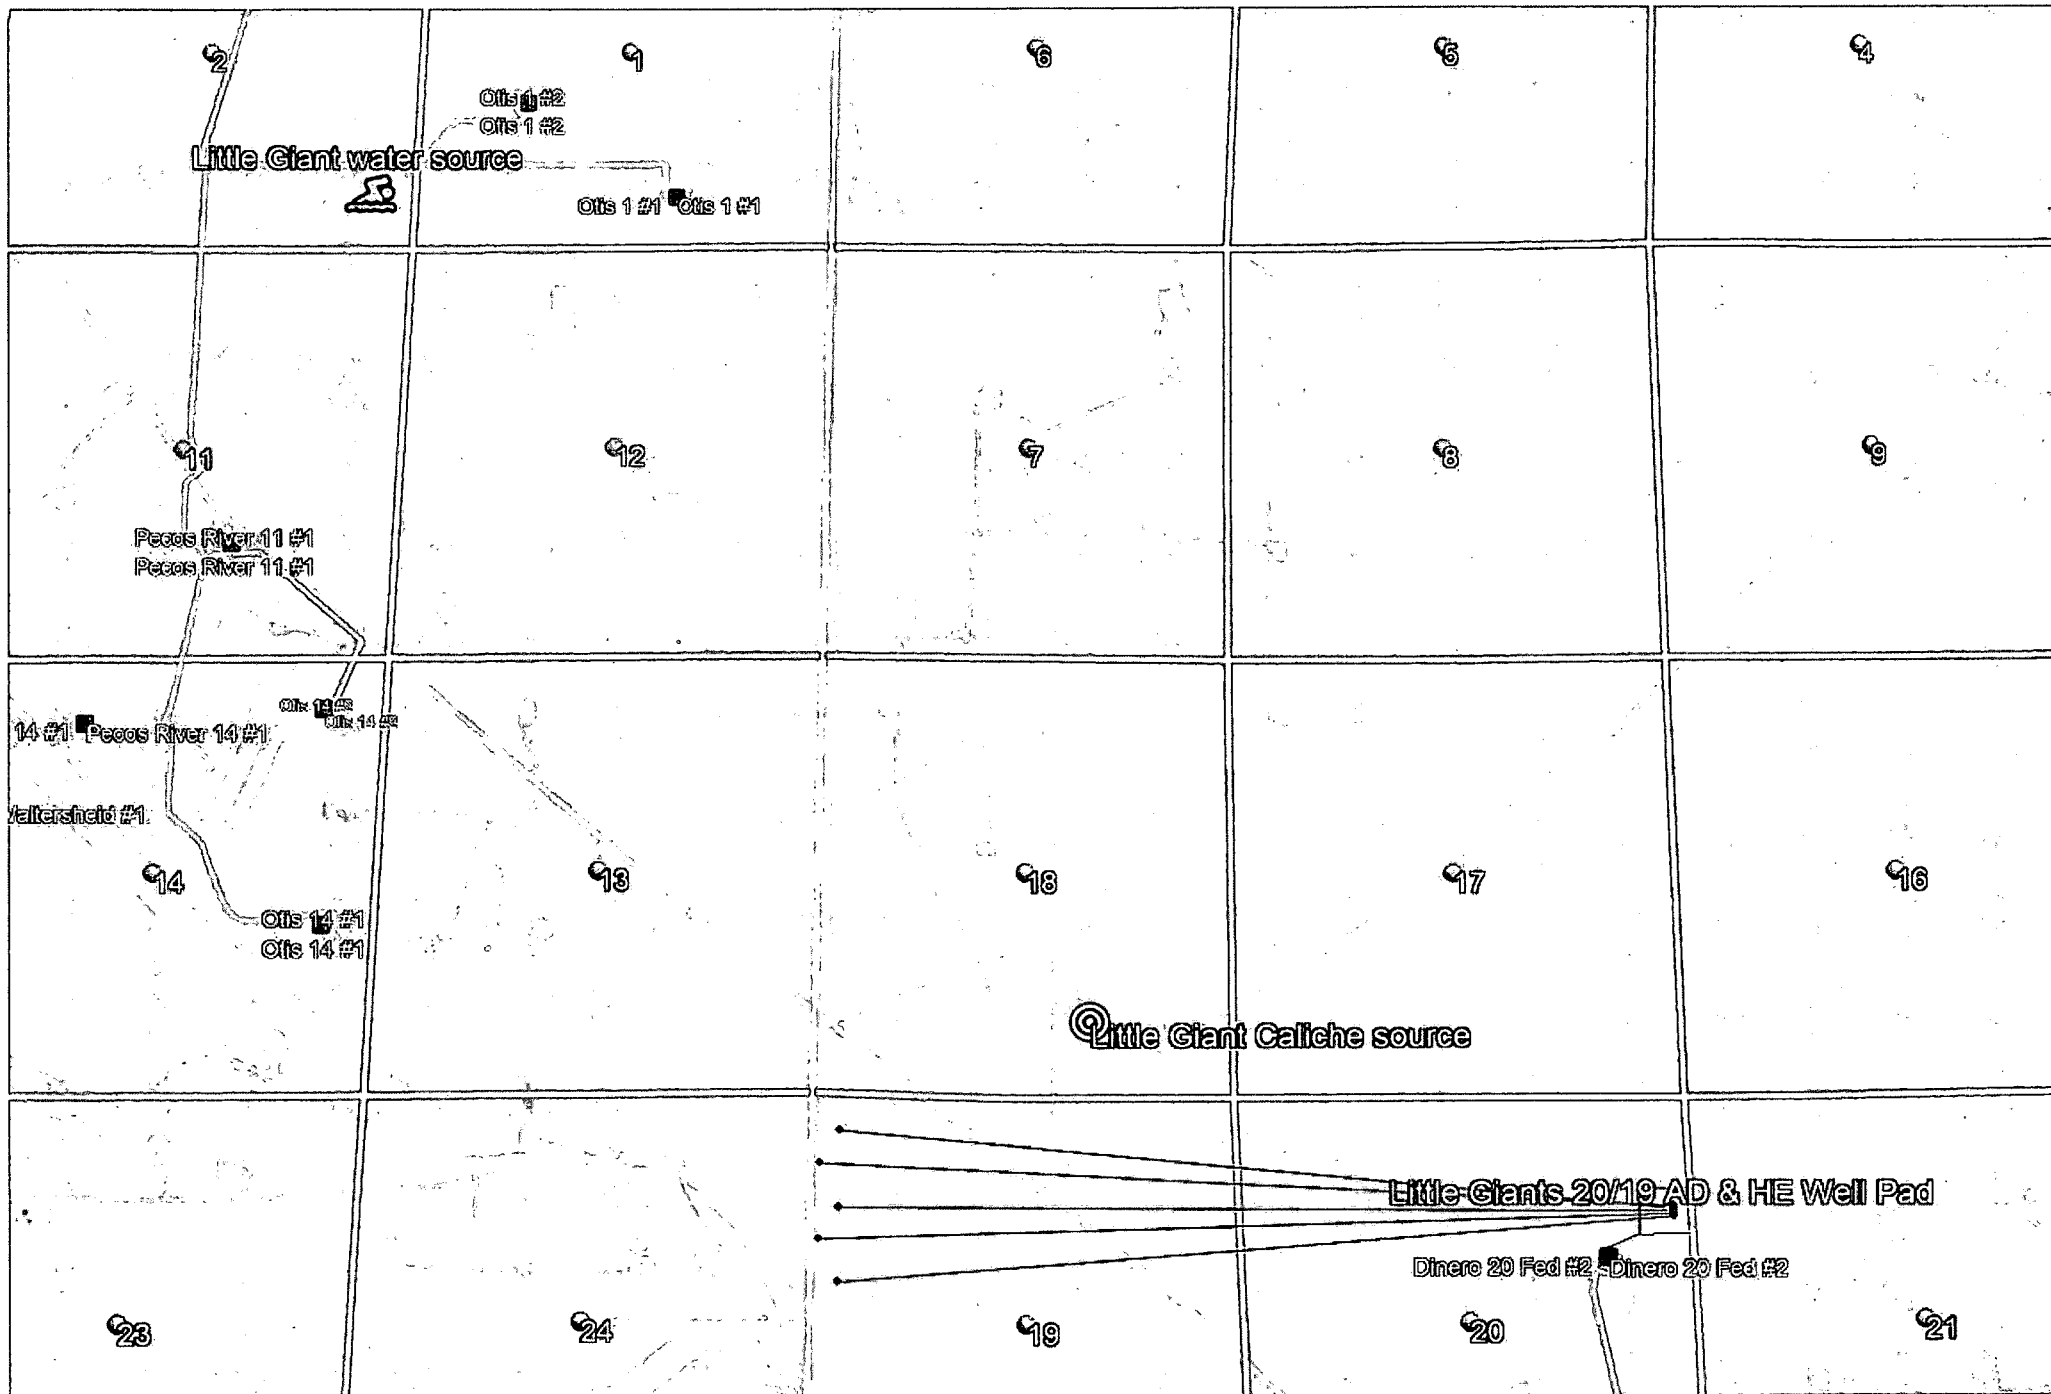 2
1
6
5
4
Otis 1 #2
Otis 1 #2
Little Giant water source
Otis 1 #1
Otis 1 #1
11
12
7
8
9
Pecos River 11 #1
Pecos River 11 #1
Otis 14 #2
Otis 14 #2
14 #1
Pecos River 14 #1
14
13
18
17
16
Otis 14 #1
Otis 14 #1
Little Giant Caliche source
Little Giants 20/19 AD & HE Well Pad
Dinero 20 Fed #2
Dinero 20 Fed #2
23
24
19
20
21